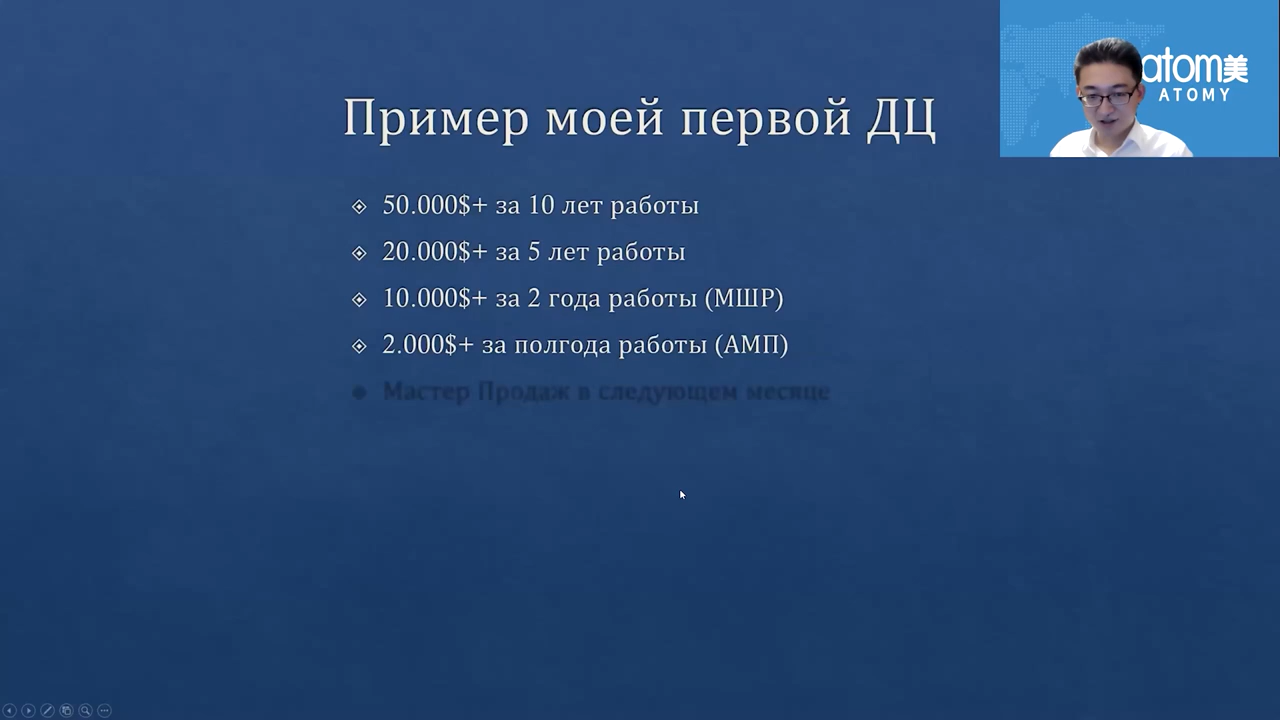 Пример моей первой ДЦ
atom美
ATOMY
50.000$+ за 10 лет работы
20.000$+ за 5 лет работы
10.000$+ за 2 года работы (МШР)
2.000$+ за полгода работы (АМП)
Мастер Продаж в следующем месяце